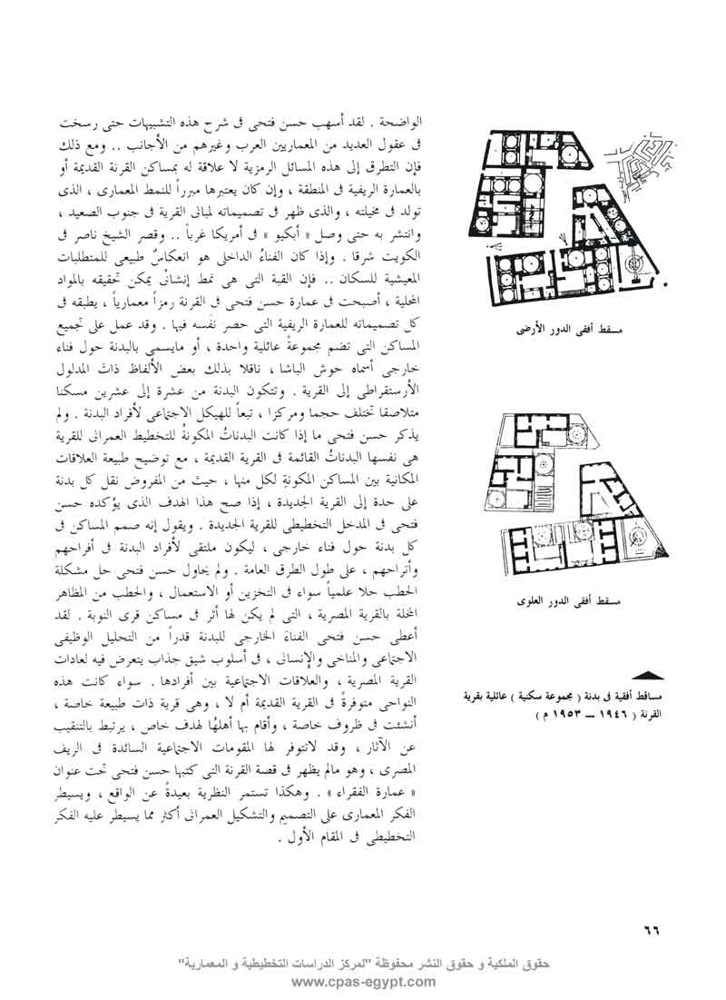 الواضحة . لقد أسهب حسن فتحى فى شرح هذه التشبيهات حتى رسخت
فى عقول العديد من المعماريين العرب وغيرهم من الأجانب .. ومع ذلك
فإن التطرق إلى هذه المسائل الرمزية لا علاقة له بمساكن القرنة القديمة أو
بالعمارة الريفية فى المنطقة ، وإن كان يعتبرها مبرراً للنمط المعمارى ، الذى
تولد فى مخيلته ، والذى ظهر فى تصميماته لمبانى القرية فى جنوب الصعيد ،
وانتشر به حتى وصل « أبكيو » فى أمريكا غرباً .. وقصر الشيخ ناصر فى
الكويت شرقا . وإذا كان الفناءُ الداخلى هو انعكاسٌ طبيعى للمتطلبات
المعيشية للسكان .. فإن القبة التى هى نمط إنشائى يمكن تحقيقه بالمواد
المحلية ، أصبحت فى عمارة حسن فتحى فى القرنة رمزاً معمارياً ، يطبقه فى
كل تصميماته للعمارة الريفية التى حصر نفسه فيها . وقد عمل على تجميع
المساكن التى تضم مجموعةً عائلية واحدة ، أو مايسمى بالبدنة حول فناء
خارجى أسماه حوش الباشا ، ناقلا بذلك بعض الألفاظ ذات المدلول
الأرستقراطى إلى القرية . وتتكون البدنة من عشرة إلى عشرين مسكنا
متلاصقا تختلف حجما ومركزا ، تبعاً للهيكل الاجتماعى لأفراد البدنة . ولم
يذكر حسن فتحى ما إذا كانت البدناتُ المكونةُ للتخطيط العمرانى للقرية
هى نفسها البدناتُ القائمة فى القرية القديمة ، مع توضيح طبيعة العلاقات
المكانية بين المساكن المكونةِ لكل منها ، حيث من المفروض نقل كل بدنة
على حدة إلى القرية الجديدة ، إذا صح هذا الهدف الذى يؤكده حسن
فتحى فى المدخل التخطيطى للقرية الجديدة . ويقول إنه صمم المساكن فى
كل بدنة حول فناء خارجى ، ليكون ملتقى لأفراد البدنة فى أفراحهم
وأتراحهم ، على طول الطرق العامة . ولم يحاول حسن فتحى حل مشكلة
الحطب حلا علمياً سواء فى التخزين أو الاستعمال ، والحطب من المظاهر
المخلة بالقرية المصرية ، التى لم يكن لها أثر فى مساكن قرى النوبة . لقد
أعطى حسن فتحى الفناءَ الخارجى للبدنة قدراً من التحليل الوظيفى
الاجتماعى والمناخى والإنسانى ، فى أسلوب شيق جذاب يتعرض فيه لعادات
القرية المصرية ، والعلاقات الاجتماعية بين أفرادها . سواء كانت هذه
النواحى متوفرةً فى القرية القديمة أم لا ، وهى قرية ذات طبيعة خاصة ،
أنشئت فى ظروف خاصة ، وأقام بها أهلُها لهدف خاص ، يرتبط بالتنقيب
عن الآثار ، وقد لاتتوفر لها المقومات الاجتماعية السائدة فى الريف
المصرى ، وهو مالم يظهر فى قصة القرنة التى كتبها حسن فتحى تحت عنوان
« عمارة الفقراء » . وهكذا تستمر النظرية بعيدةً عن الواقع ، ويسيطر
الفكر المعمارى على التصميم والتشكيل العمرانى أكثر مما يسيطر عليه الفكر
التخطيطى فى المقام الأول .
مسقط أفقى الدور الأرضى
مسقط أفقى الدور العلوى
مساقط أفقية فى بدنة ( مجموعة سكنية ) عائلية بقرية
القرنة ( ١٩٤٦ ــ ١٩٥٣ م )
٦٦
حقوق الملكية و حقوق النشر محفوظة "لمركز الدراسات التخطيطية و المعمارية"
www.cpas-egypt.com